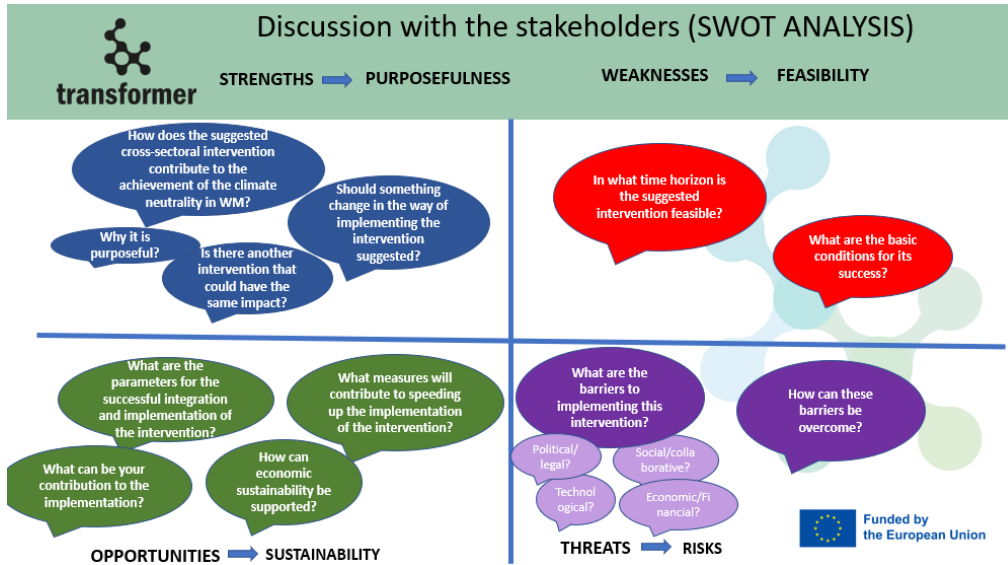 Discussion with the stakeholders (SWOT ANALYSIS)
transformer
STRENGTHS
PURPOSEFULNESS
WEAKNESSES
FEASIBILITY
How does the suggested
cross-sectoral intervention
contribute to the
achievement of the climate
neutrality in WM?
Should something
change in the way of
implementing the
intervention
suggested?
Why it is
purposeful?
Is there another
intervention that
could have the
same impact?
In what time horizon is
the suggested
intervention feasible?
What are the basic
conditions for its
success?
What are the
parameters for the
successful integration
and implementation of
the intervention?
What measures will
contribute to speeding
up the implementation
of the intervention?
What can be your
contribution to the
implementation?
How can
economic
sustainability be
supported?
What are the
barriers to
implementing this
intervention?
Political/
legal?
Social/colla
borative?
Technol
ogical?
Economic/Fi
nancial?
How can these
barriers be
overcome?
OPPORTUNITIES
SUSTAINABILITY
THREATS
RISKS
Funded by
the European Union